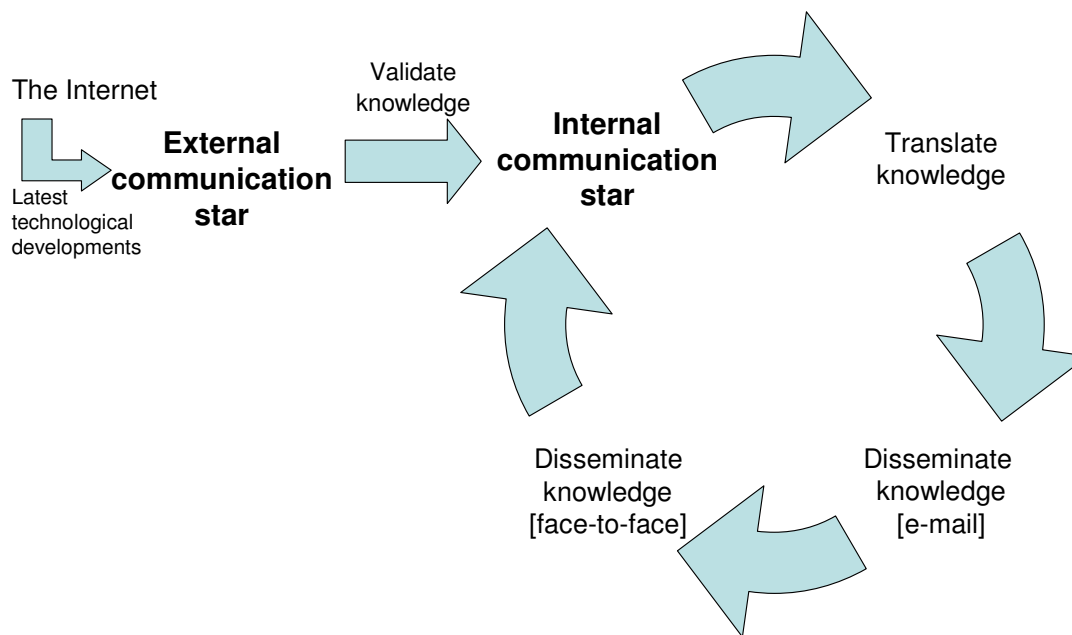 The Internet
Latest
technological
developments
External
communication
star
Validate
knowledge
Internal
communication
star
Translate
knowledge
Disseminate
knowledge
[e-mail]
Disseminate
knowledge
[face-to-face]